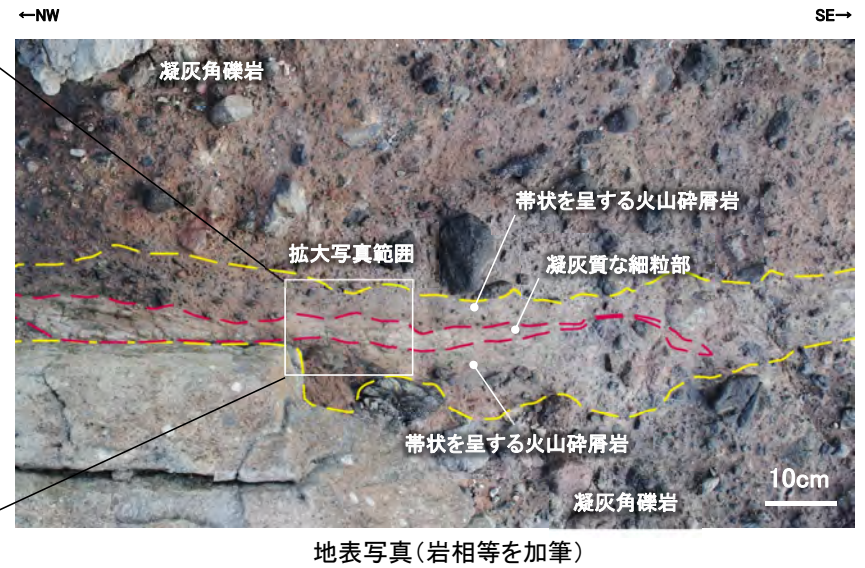 ←NW
SE→
凝灰角礫岩
帯状を呈する火山砕屑岩
拡大写真範囲
凝灰質な細粒部
帯状を呈する火山砕屑岩
10cm
凝灰角礫岩
地表写真(岩相等を加筆)